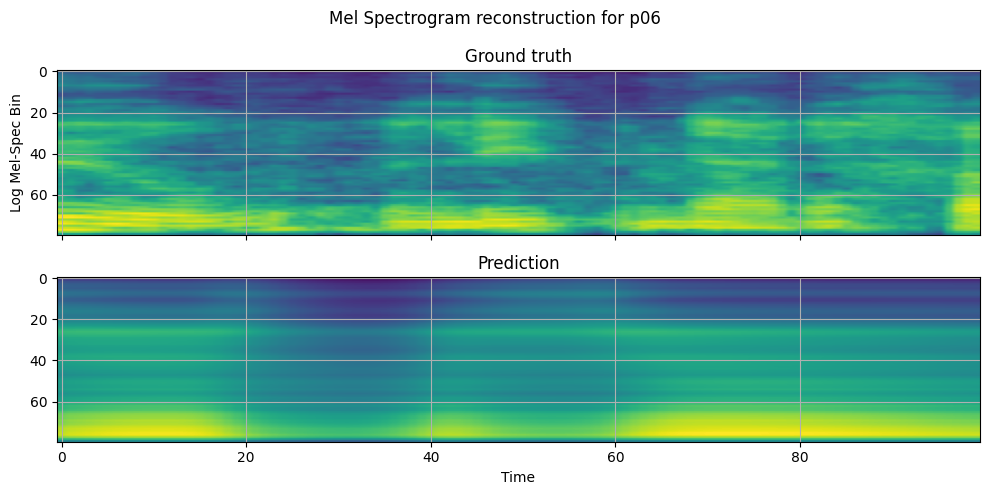 Mel Spectrogram reconstruction for p06
Ground truth
0
20
40
60
Log Mel-Spec Bin
Prediction
0
20
40
60
0 20 40 60 80
Time